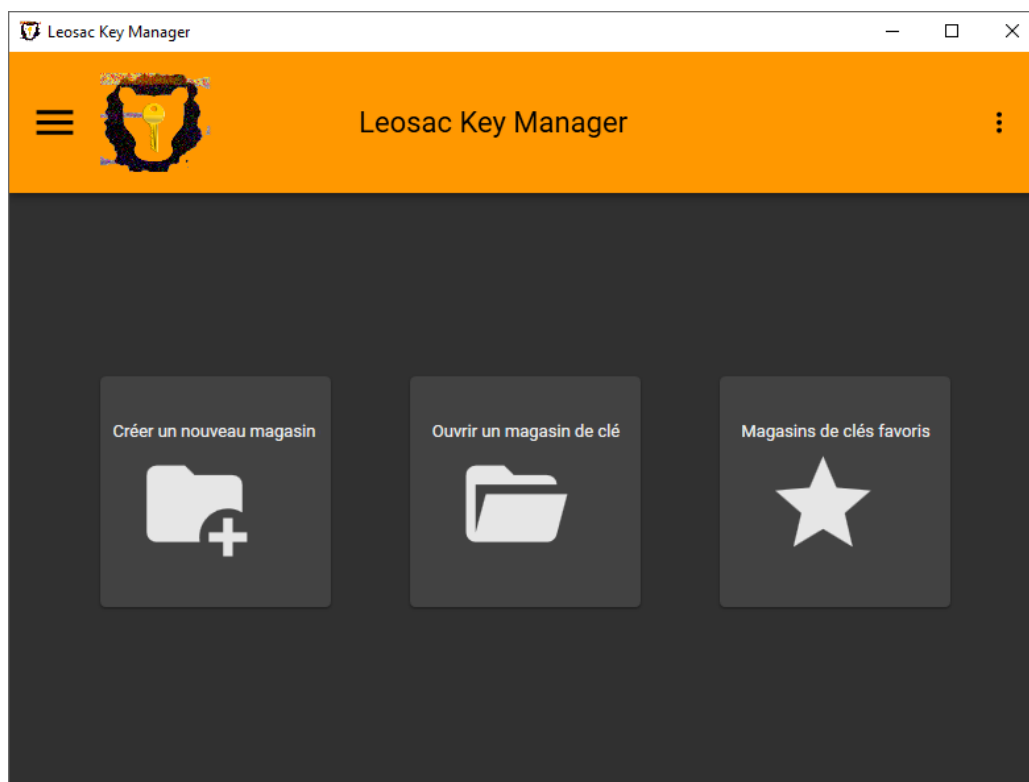 Leosac Key Manager
Leosac Key Manager
Créer un nouveau magasin
Ouvrir un magasin de clé
Magasins de clés favoris